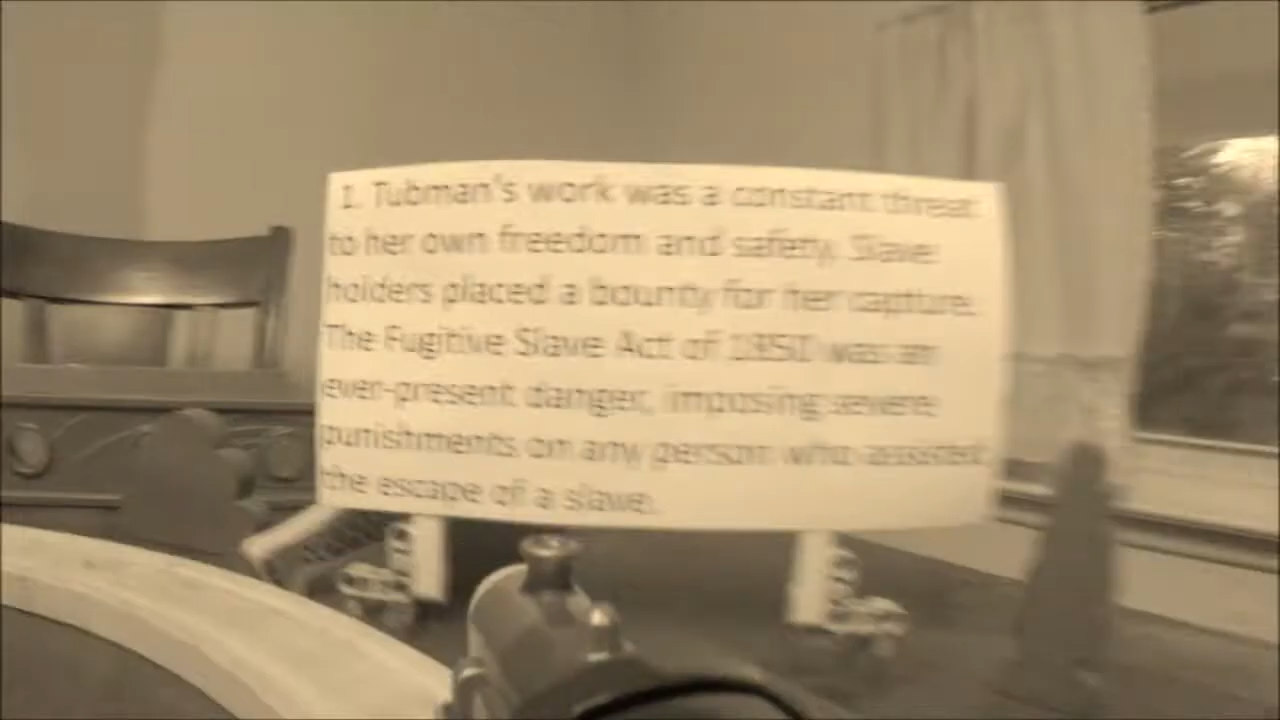 1. Tubman's work was a constant threat
to her own freedom and safety. Slave
holders placed a bounty for her capture.
The Fugitive Slave Act of 1850 was an
ever-present danger, imposing severe
punishments on any person who assisted
the escape of a slave.